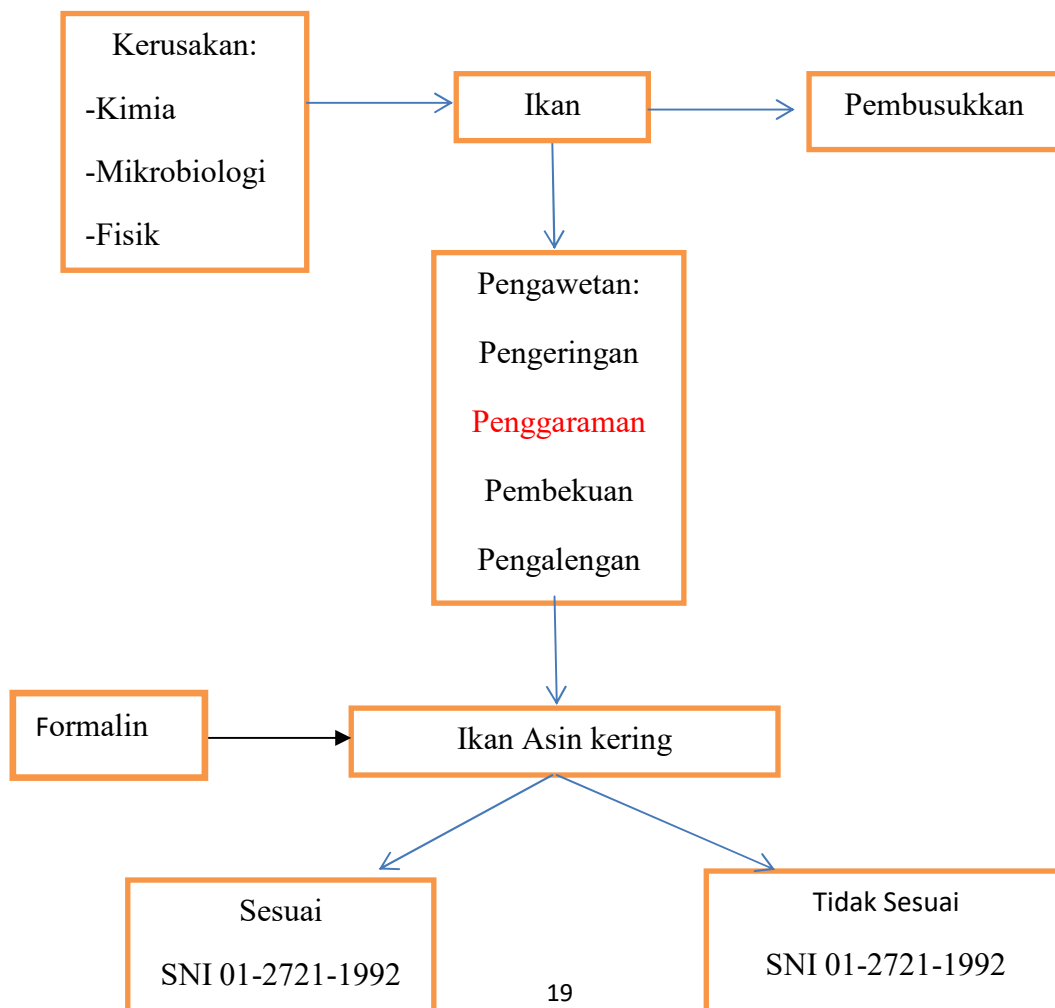 Kerusakan:
-Kimia
-Mikrobiologi
-Fisik
Ikan
Pembusukkan
Pengawetan:
Pengeringan
Penggaraman
Pembekuan
Pengalengan
Formalin
Ikan Asin kering
Sesuai
SNI 01-2721-1992
Tidak Sesuai
SNI 01-2721-1992
19